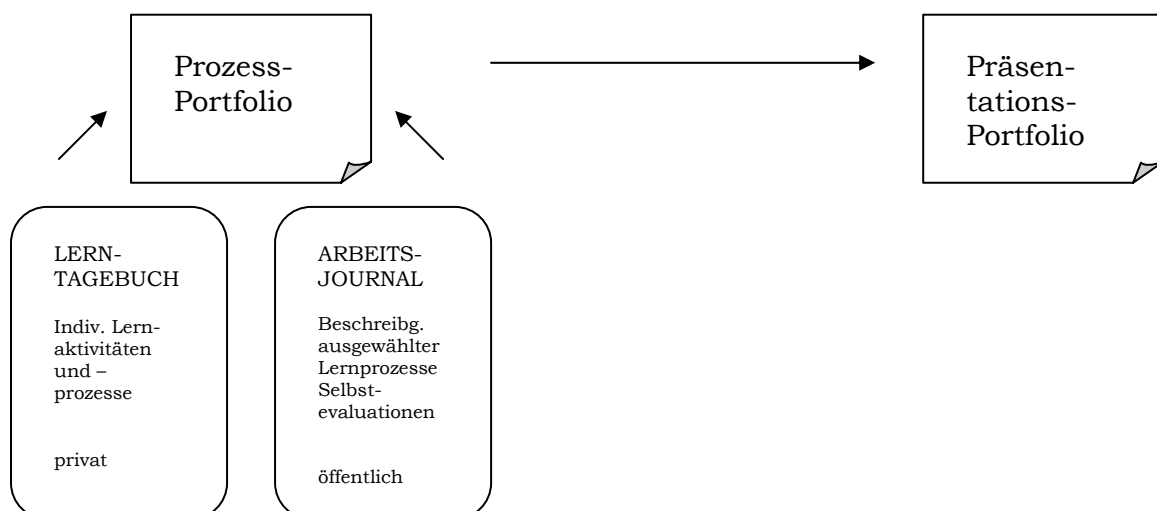 Prozess-
Portfolio
Präsen-
tations-
Portfolio
LERN-
TAGEBUCH
Indiv. Lern-
aktivitäten
und –
prozesse
privat
ARBEITS-
JOURNAL
Beschreibg.
ausgewählter
Lernprozesse
Selbst-
evaluationen
öffentlich